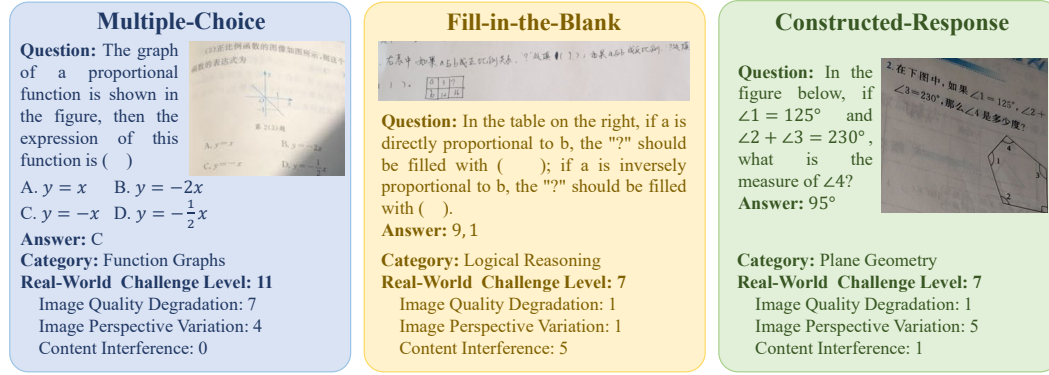 Multiple-Choice
Question: The graph
of a proportional
function is shown in
the figure, then the
expression of this
function is ( )
A. y = x B. y = −2x
C. y = −x D. y = −1/2x
Answer: C
Category: Function Graphs
Real-World Challenge Level: 11
Image Quality Degradation: 7
Image Perspective Variation: 4
Content Interference: 0
Fill-in-the-Blank
Question: In the table on the right, if a is
directly proportional to b, the "?" should
be filled with ( ); if a is inversely
proportional to b, the "?" should be filled
with ( ).
Answer: 9, 1
Category: Logical Reasoning
Real-World Challenge Level: 7
Image Quality Degradation: 1
Image Perspective Variation: 1
Content Interference: 5
Constructed-Response
Question: In the
figure below, if
∠1 = 125° and
∠2 + ∠3 = 230°,
what is the
measure of ∠4?
Answer: 95°
2.在下图中,如果∠1=125°,∠2+
∠3=230°,那么∠4是多少度?
4
1
3
2
Category: Plane Geometry
Real-World Challenge Level: 7
Image Quality Degradation: 1
Image Perspective Variation: 5
Content Interference: 1